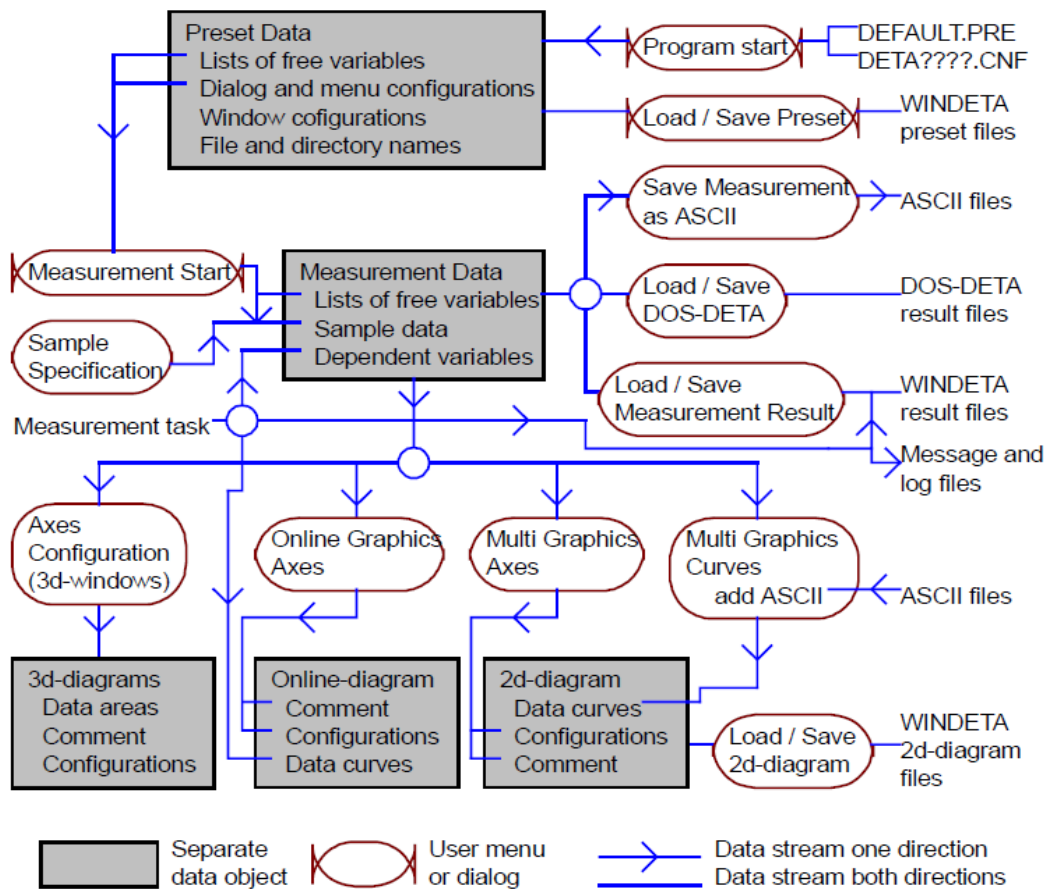 Preset Data
Lists of free variables
Dialog and menu configurations
Window cofigurations
File and directory names
Program start
DEFAULT.PRE
DETA????.CNF
Load / Save Preset
WINDETA
preset files
Save Measurement
as ASCII
ASCII files
Measurement Start
Measurement Data
Lists of free variables
Sample data
Dependent variables
Load / Save
DOS-DETA
DOS-DETA
result files
Sample
Specification
Load / Save
Measurement Result
WINDETA
result files
Measurement task
Message and
log files
Axes
Configuration
(3d-windows)
Online Graphics
Axes
Multi Graphics
Axes
Multi Graphics
Curves
add ASCII
ASCII files
3d-diagrams
Data areas
Comment
Configurations
Online-diagram
Comment
Configurations
Data curves
2d-diagram
Data curves
Configurations
Comment
Load / Save
2d-diagram
WINDETA
2d-diagram
files
Separate
data object
User menu
or dialog
Data stream one direction
Data stream both directions